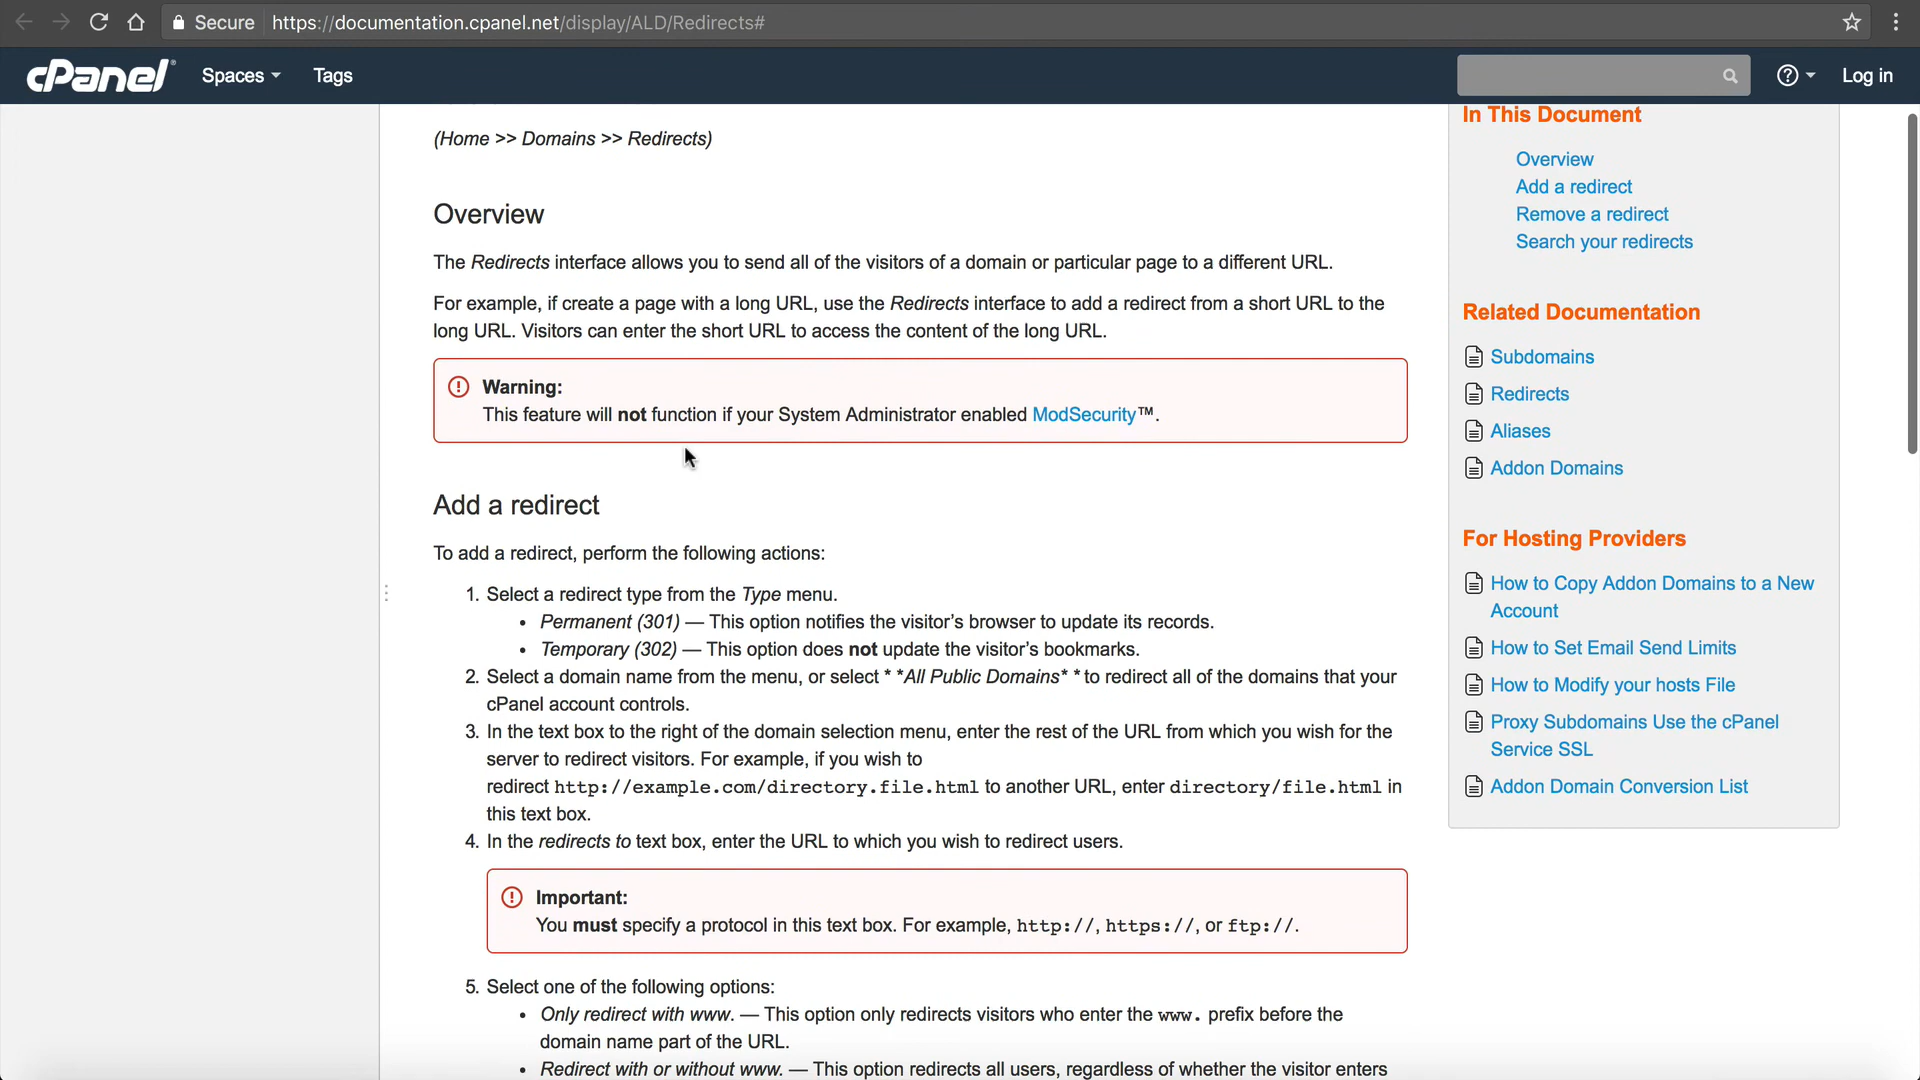 Secure https://documentation.cpanel.net/display/ALD/Redirects#
cPanel® Spaces Tags Log in
(Home >> Domains >> Redirects)
Overview
The Redirects interface allows you to send all of the visitors of a domain or particular page to a different URL.
For example, if create a page with a long URL, use the Redirects interface to add a redirect from a short URL to the
long URL. Visitors can enter the short URL to access the content of the long URL.
Warning:
This feature will not function if your System Administrator enabled ModSecurity™.
Add a redirect
To add a redirect, perform the following actions:
1. Select a redirect type from the Type menu.
• Permanent (301) — This option notifies the visitor’s browser to update its records.
• Temporary (302) — This option does not update the visitor’s bookmarks.
2. Select a domain name from the menu, or select * *All Public Domains* * to redirect all of the domains that your
cPanel account controls.
3. In the text box to the right of the domain selection menu, enter the rest of the URL from which you wish for the
server to redirect visitors. For example, if you wish to
redirect http://example.com/directory.file.html to another URL, enter directory/file.html in
this text box.
4. In the redirects to text box, enter the URL to which you wish to redirect users.
Important:
You must specify a protocol in this text box. For example, http://, https://, or ftp://.
5. Select one of the following options:
• Only redirect with www. — This option only redirects visitors who enter the www. prefix before the
domain name part of the URL.
• Redirect with or without www. — This option redirects all users, regardless of whether the visitor enters
In This Document
Overview
Add a redirect
Remove a redirect
Search your redirects
Related Documentation
Subdomains
Redirects
Aliases
Addon Domains
For Hosting Providers
How to Copy Addon Domains to a New
Account
How to Set Email Send Limits
How to Modify your hosts File
Proxy Subdomains Use the cPanel
Service SSL
Addon Domain Conversion List